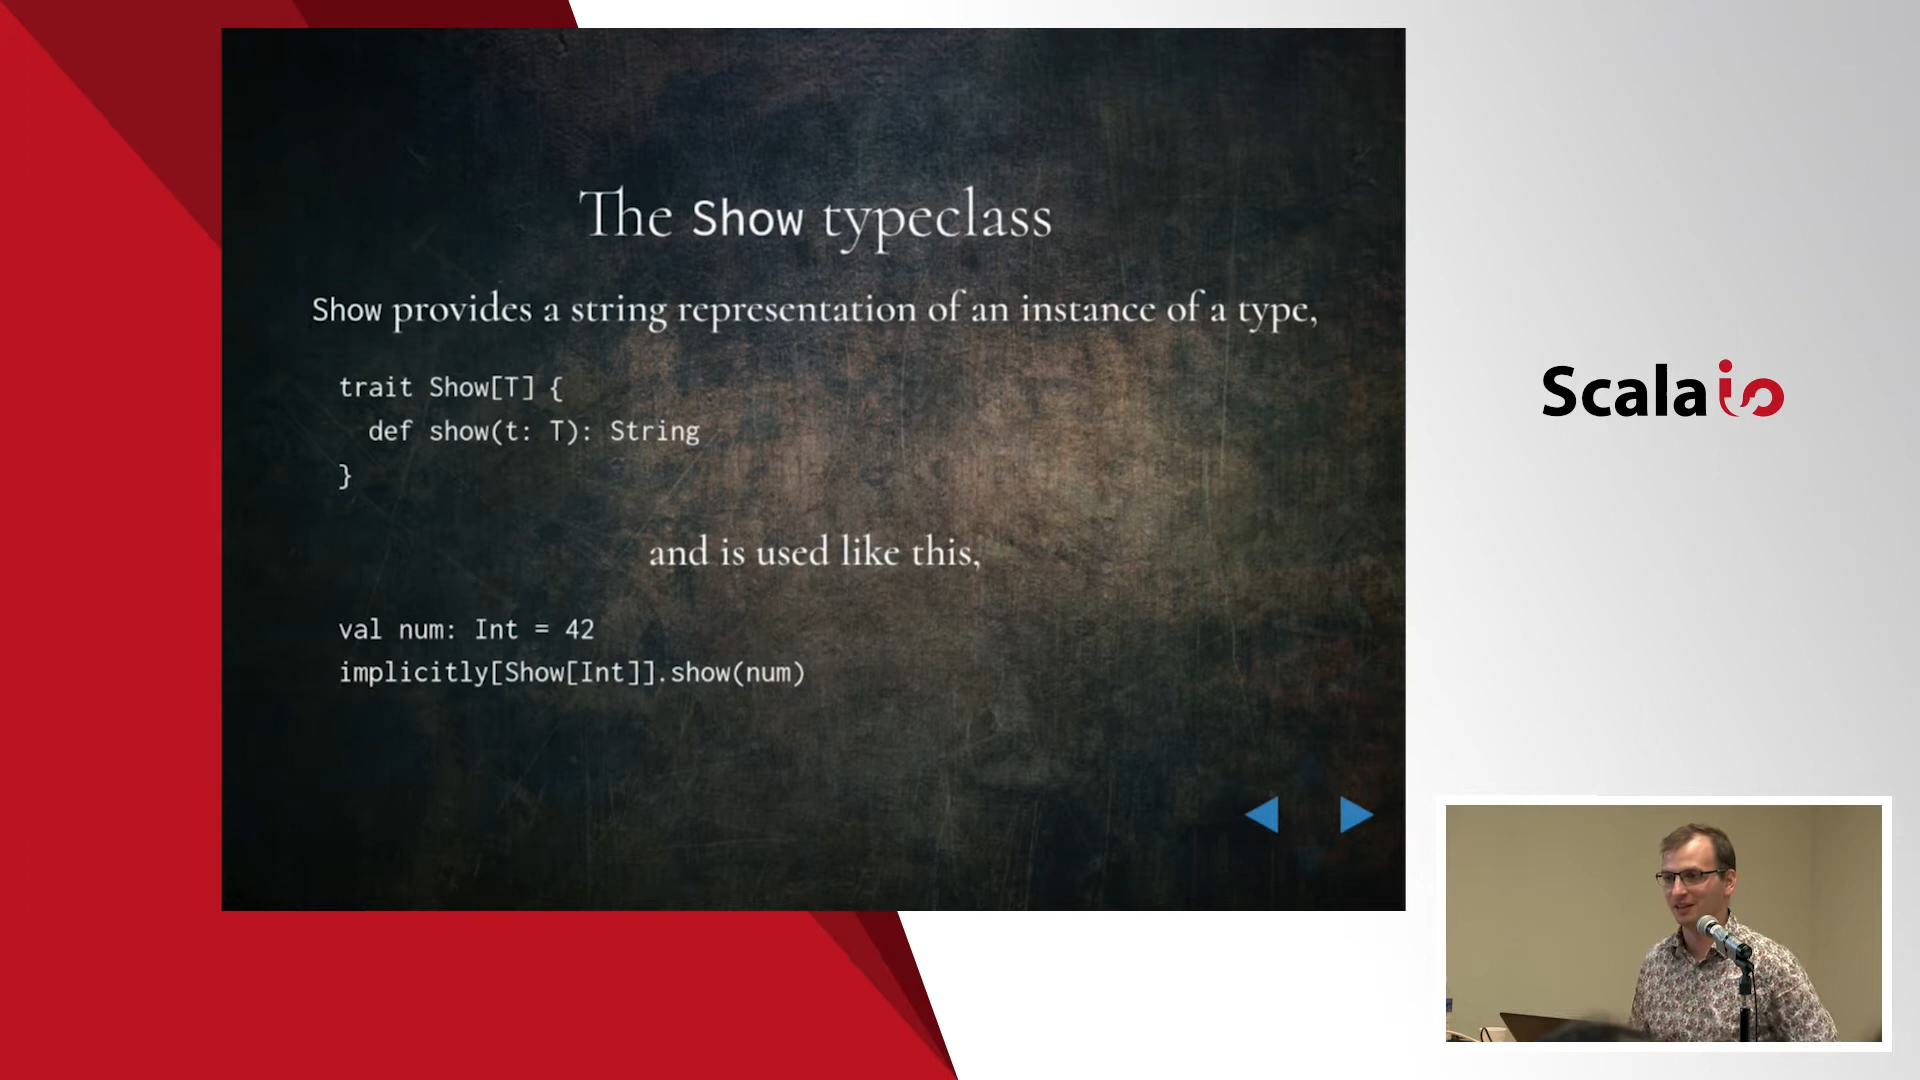 The Show typeclass
Show provides a string representation of an instance of a type,
trait Show[T] {
  def show(t: T): String
}
and is used like this,
val num: Int = 42
implicitly[Show[Int]].show(num)
Scala io